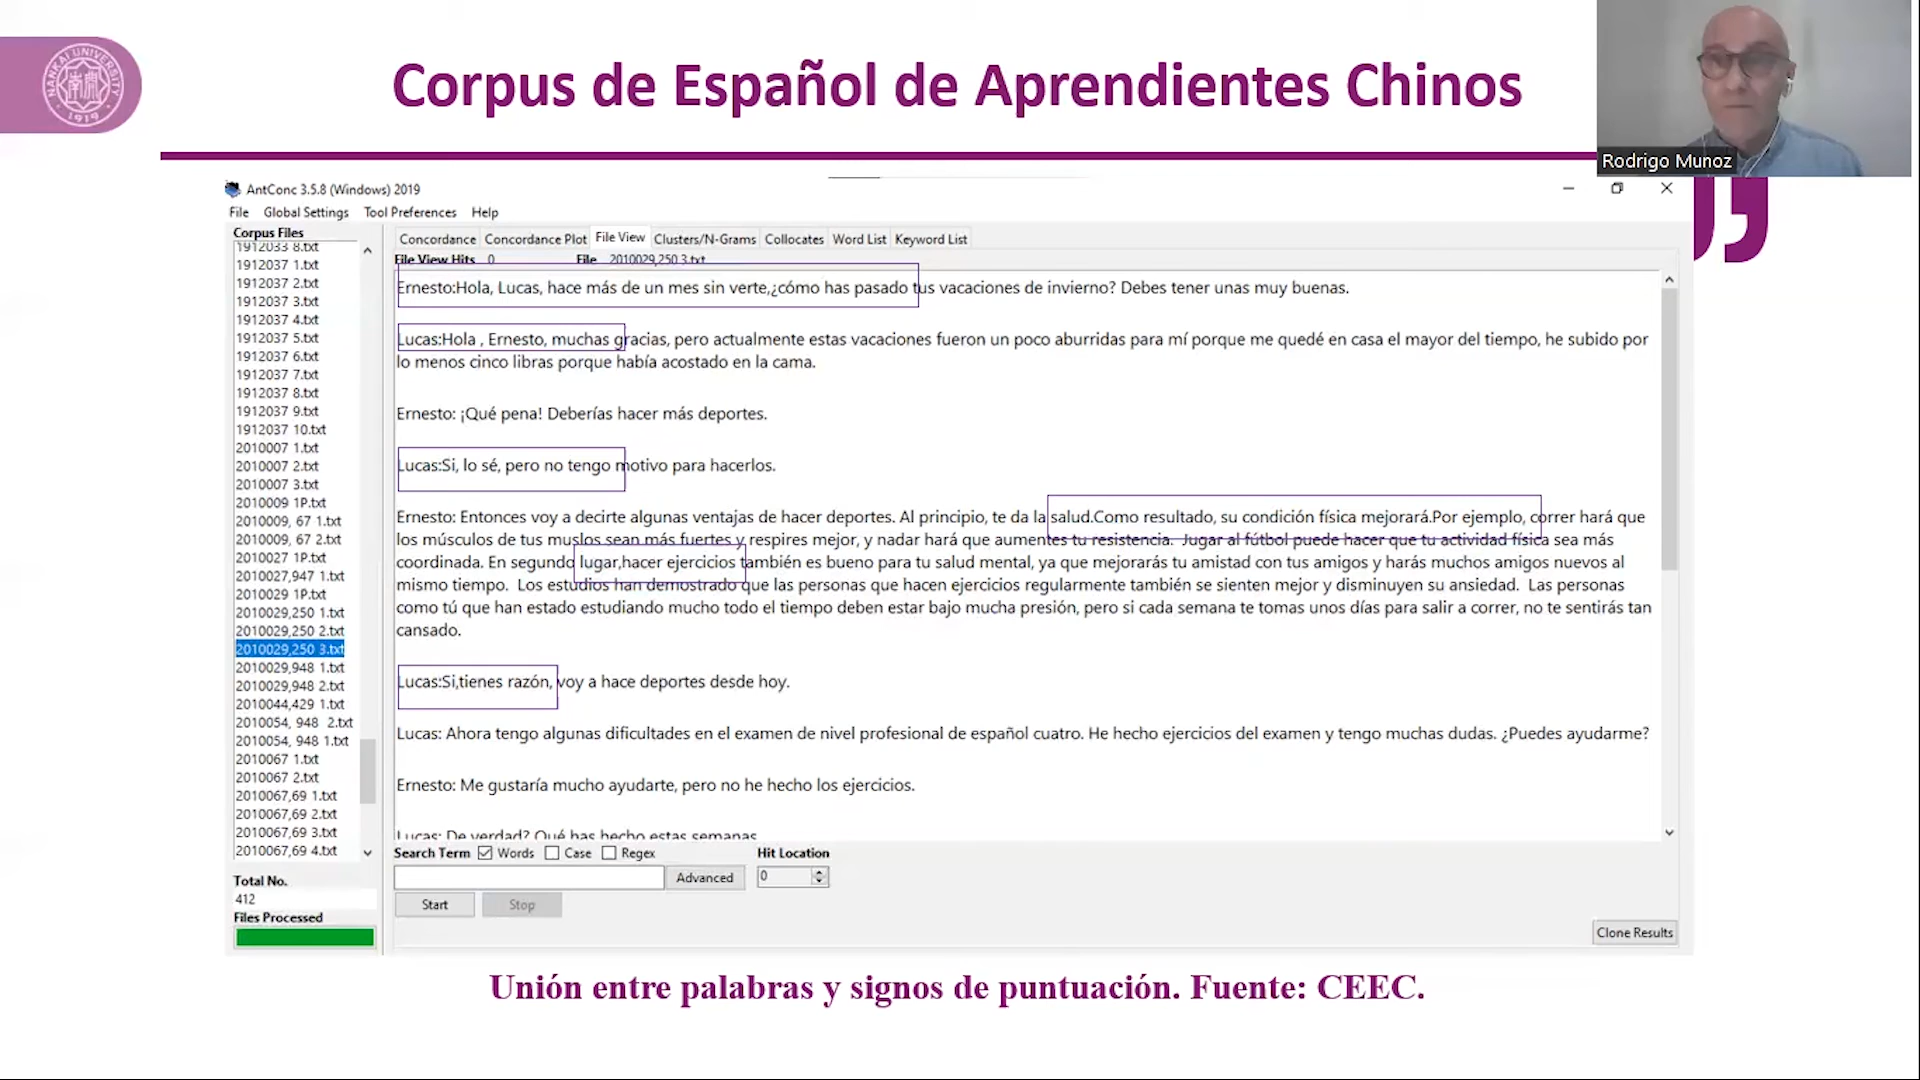 NANKAI UNIVERSITY
南開
1919
Corpus de Español de Aprendientes Chinos
Rodrigo Munoz
AntConc 3.5.8 (Windows) 2019
File Global Settings Tool Preferences Help
Corpus Files
1912033 8.txt
1912037 1.txt
1912037 2.txt
1912037 3.txt
1912037 4.txt
1912037 5.txt
1912037 6.txt
1912037 7.txt
1912037 8.txt
1912037 9.txt
1912037 10.txt
2010007 1.txt
2010007 2.txt
2010007 3.txt
2010009 1P.txt
2010009, 67 1.txt
2010009, 67 2.txt
2010027 1P.txt
2010027,947 1.txt
2010029 1P.txt
2010029,250 1.txt
2010029,250 2.txt
2010029,250 3.txt
2010029,948 1.txt
2010029,948 2.txt
2010044,429 1.txt
2010054, 948  2.txt
2010054, 948 1.txt
2010067 1.txt
2010067 2.txt
2010067,69 1.txt
2010067,69 2.txt
2010067,69 3.txt
2010067,69 4.txt
Total No.
412
Files Processed
Concordance Concordance Plot File View Clusters/N-Grams Collocates Word List Keyword List
File View Hits 0 File 2010029,250 3.txt
Ernesto:Hola, Lucas, hace más de un mes sin verte,¿cómo has pasado tus vacaciones de invierno? Debes tener unas muy buenas.
Lucas:Hola , Ernesto, muchas gracias, pero actualmente estas vacaciones fueron un poco aburridas para mí porque me quedé en casa el mayor del tiempo, he subido por
lo menos cinco libras porque había acostado en la cama.
Ernesto: ¡Qué pena! Deberías hacer más deportes.
Lucas:Si, lo sé, pero no tengo motivo para hacerlos.
Ernesto: Entonces voy a decirte algunas ventajas de hacer deportes. Al principio, te da la salud.Como resultado, su condición física mejorará.Por ejemplo, correr hará que
los músculos de tus muslos sean más fuertes y respires mejor, y nadar hará que aumentes tu resistencia.  Jugar al fútbol puede hacer que tu actividad física sea más
coordinada. En segundo lugar,hacer ejercicios también es bueno para tu salud mental, ya que mejorarás tu amistad con tus amigos y harás muchos amigos nuevos al
mismo tiempo.  Los estudios han demostrado que las personas que hacen ejercicios regularmente también se sienten mejor y disminuyen su ansiedad.  Las personas
como tú que han estado estudiando mucho todo el tiempo deben estar bajo mucha presión, pero si cada semana te tomas unos días para salir a correr, no te sentirás tan
cansado.
Lucas:Si,tienes razón, voy a hace deportes desde hoy.
Lucas: Ahora tengo algunas dificultades en el examen de nivel profesional de español cuatro. He hecho ejercicios del examen y tengo muchas dudas. ¿Puedes ayudarme?
Ernesto: Me gustaría mucho ayudarte, pero no he hecho los ejercicios.
Lucas: De verdad? Qué has hecho estas semanas
Search Term Words Case Regex Hit Location
Advanced 0
Start Stop
Clone Results
Unión entre palabras y signos de puntuación. Fuente: CEEC.